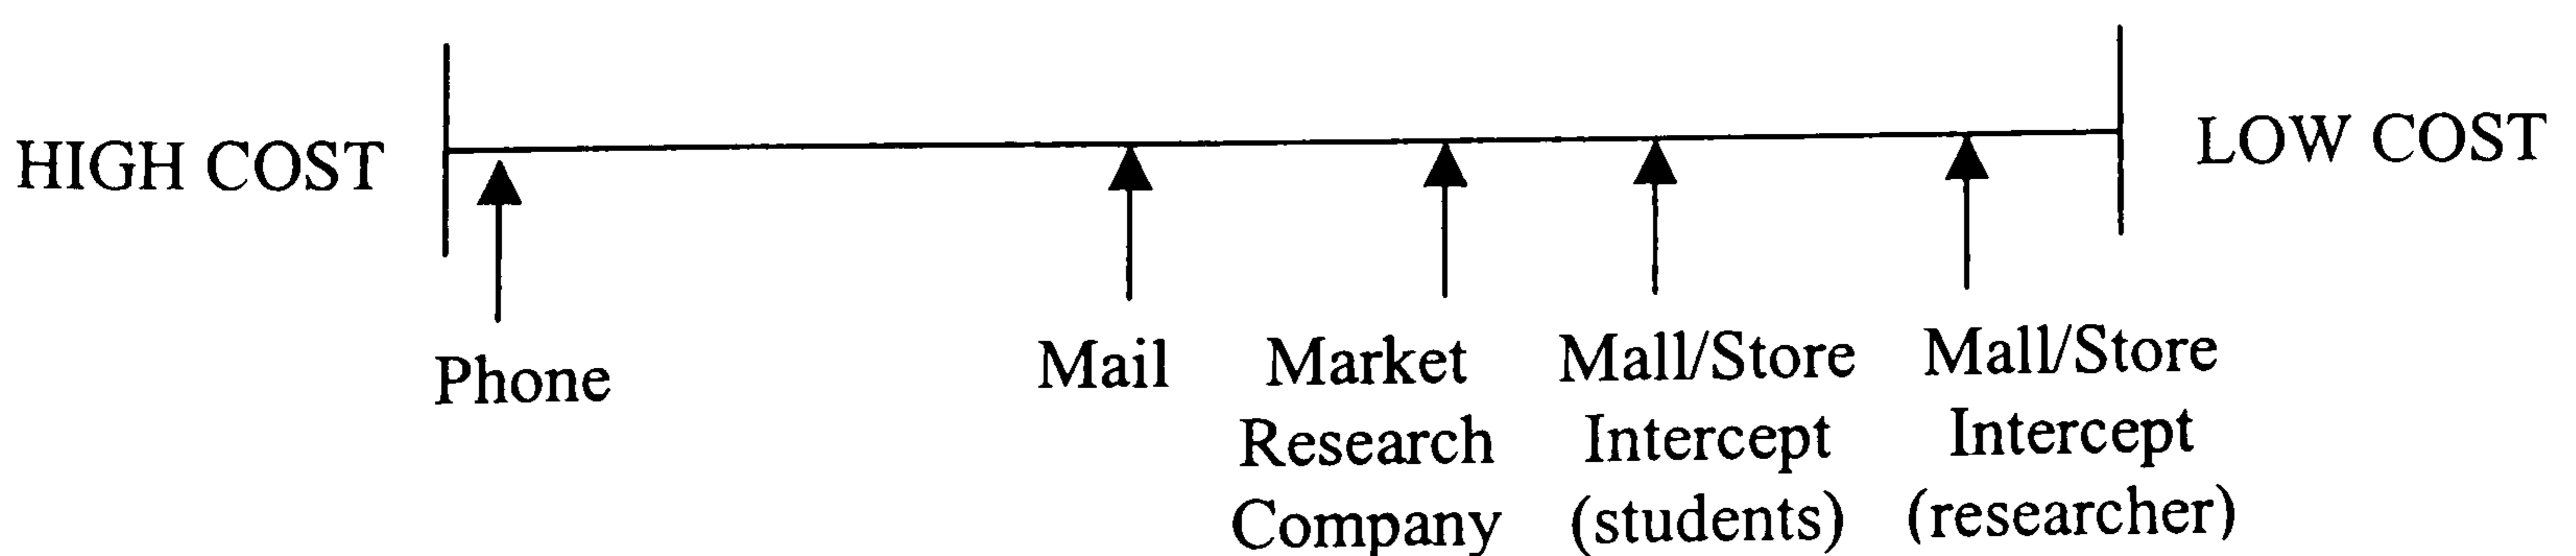 HIGH COST
LOW COST
Phone
Mail
Market
Research
Company
Mall/Store
Intercept
(students)
Mall/Store
Intercept
(researcher)